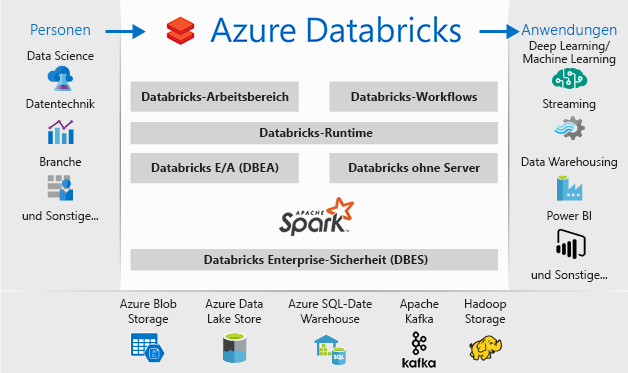 Personen
Azure Databricks
Anwendungen
Data Science
Datentechnik
Branche
und Sonstige...
Databricks-Arbeitsbereich
Databricks-Workflows
Databricks-Runtime
Databricks E/A (DBEA)
Databricks ohne Server
APACHE
Spark™
Databricks Enterprise-Sicherheit (DBES)
Deep Learning/
Machine Learning
Streaming
Data Warehousing
Power BI
und Sonstige...
Azure Blob
Storage
Azure Data
Lake Store
Azure SQL-Date
Warehouse
SQL
Apache
Kafka
kafka
Hadoop
Storage